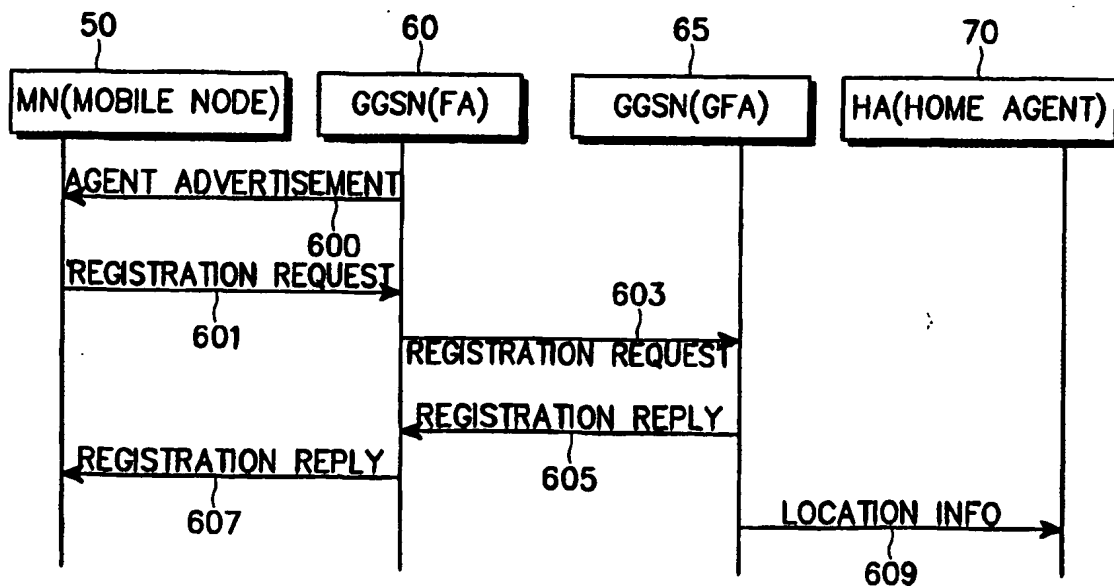 50
60
65
70
MN(MOBILE NODE)
GGSN(FA)
GGSN(GFA)
HA(HOME AGENT)
AGENT ADVERTISEMENT
600
REGISTRATION REQUEST
601
603
REGISTRATION REQUEST
REGISTRATION REPLY
605
REGISTRATION REPLY
607
LOCATION INFO
609